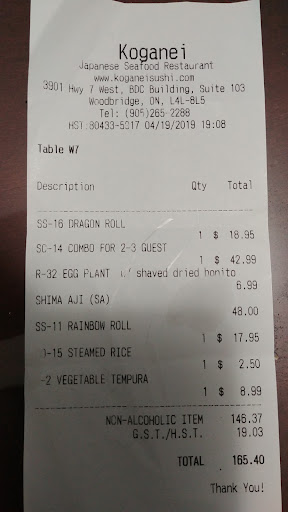 Koganei
Japanese Seafood Restaurant
www.koganeisushi.com
3901 Hwy 7 West, BDC Building, Suite 103
Woodbridge, ON, L4L-8L5
Tel: (905)265-2288
HST:80433-5017 04/19/2019 19:08
Table W7
Description Qty Total
SS-16 DRAGON ROLL
1 $ 18.95
SC-14 COMBO FOR 2-3 GUEST
1 $ 42.99
R-32 EGG PLANT w/ shaved dried bonito
6.99
SHIMA AJI (SA)
48.00
SS-11 RAINBOW ROLL
1 $ 17.95
-15 STEAMED RICE
1 $ 2.50
-2 VEGETABLE TEMPURA
1 $ 8.99
NON-ALCOHOLIC ITEM 146.37
G.S.T./H.S.T. 19.03
TOTAL 165.40
Thank You!